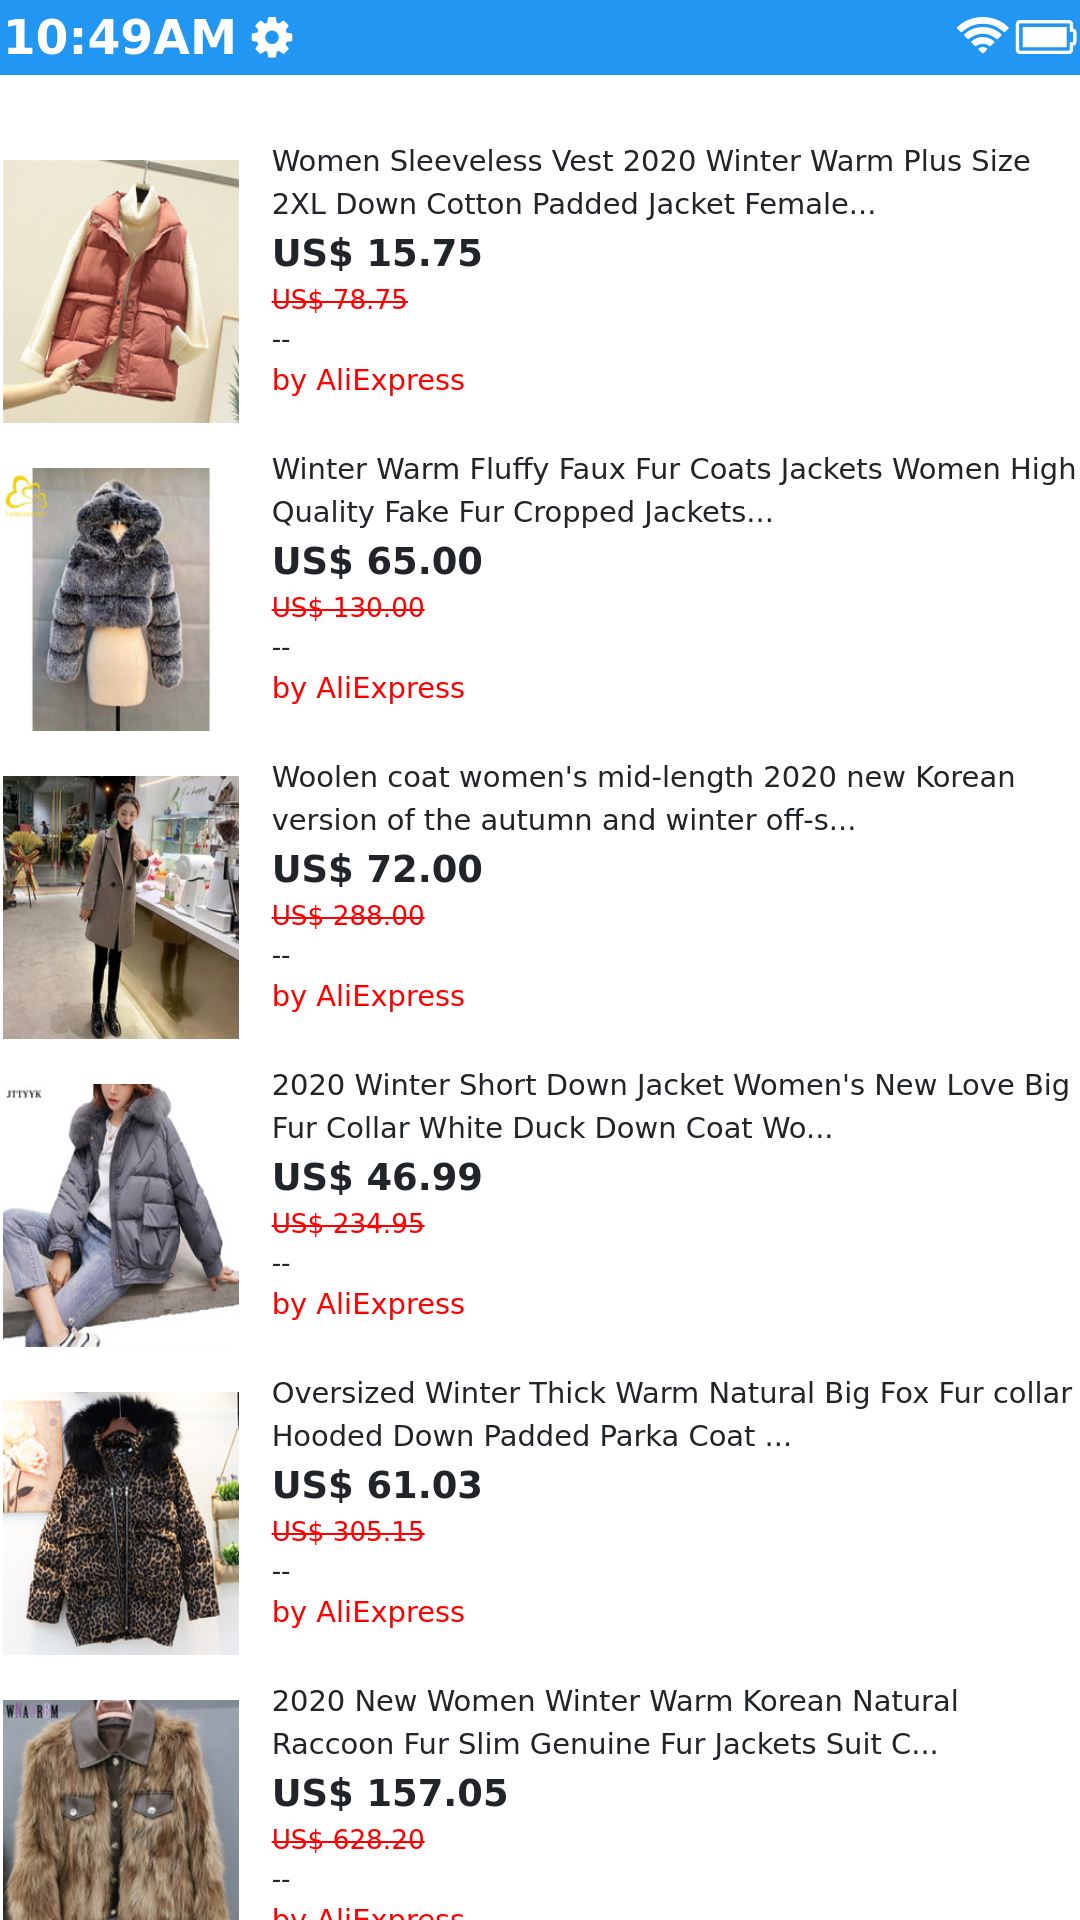 10:49AM
Women Sleeveless Vest 2020 Winter Warm Plus Size
2XL Down Cotton Padded Jacket Female...
US$ 15.75
US$ 78.75
--
by AliExpress
Winter Warm Fluffy Faux Fur Coats Jackets Women High
Quality Fake Fur Cropped Jackets...
US$ 65.00
US$ 130.00
--
by AliExpress
Woolen coat women's mid-length 2020 new Korean
version of the autumn and winter off-s...
US$ 72.00
US$ 288.00
--
by AliExpress
JTTYYK
2020 Winter Short Down Jacket Women's New Love Big
Fur Collar White Duck Down Coat Wo...
US$ 46.99
US$ 234.95
--
by AliExpress
Oversized Winter Thick Warm Natural Big Fox Fur collar
Hooded Down Padded Parka Coat ...
US$ 61.03
US$ 305.15
--
by AliExpress
2020 New Women Winter Warm Korean Natural
Raccoon Fur Slim Genuine Fur Jackets Suit C...
US$ 157.05
US$ 628.20
--
by AliExpress